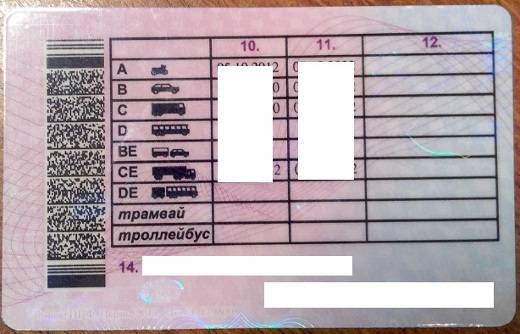 10. 11. 12.
A
B
C
D
BE
CE
DE
трамвай
троллейбус
14.